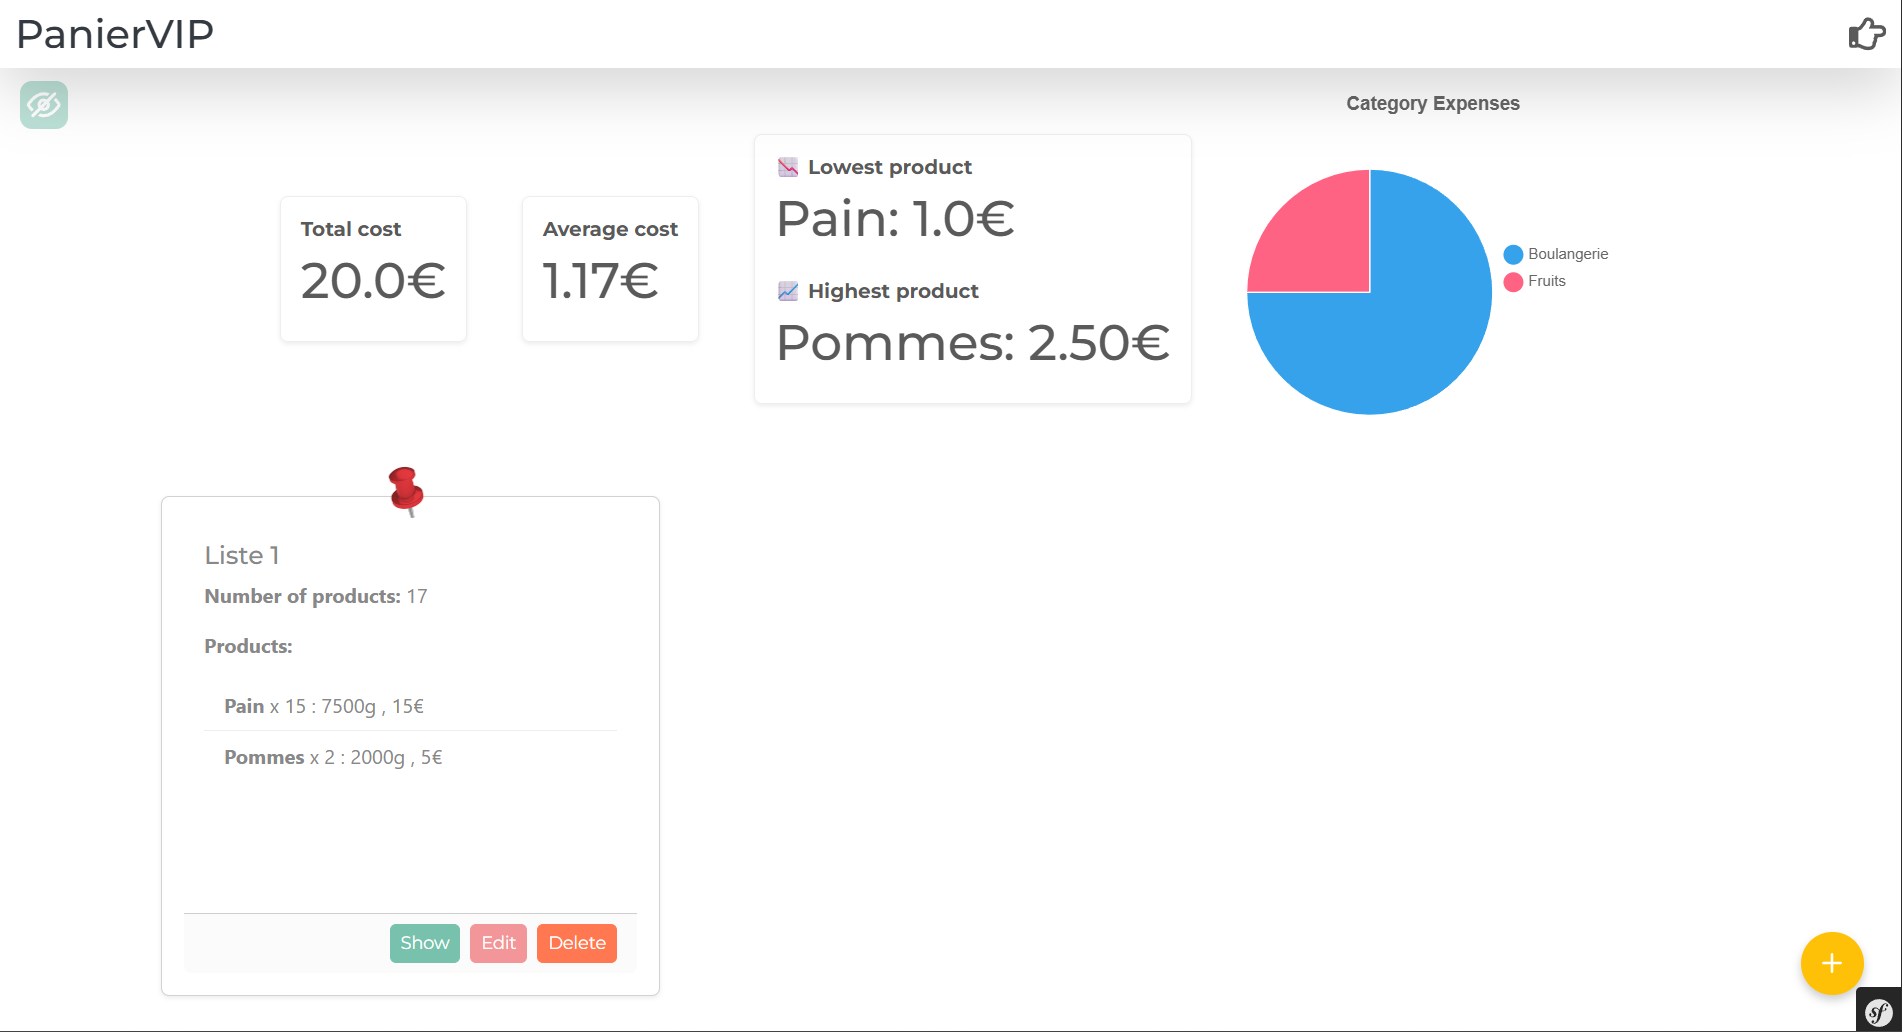 PanierVIP
Total cost
20.0€
Average cost
1.17€
Lowest product
Pain: 1.0€
Highest product
Pommes: 2.50€
Category Expenses
Boulangerie
Fruits
Liste 1
Number of products: 17
Products:
Pain x 15 : 7500g , 15€
Pommes x 2 : 2000g , 5€
Show
Edit
Delete
+
sf